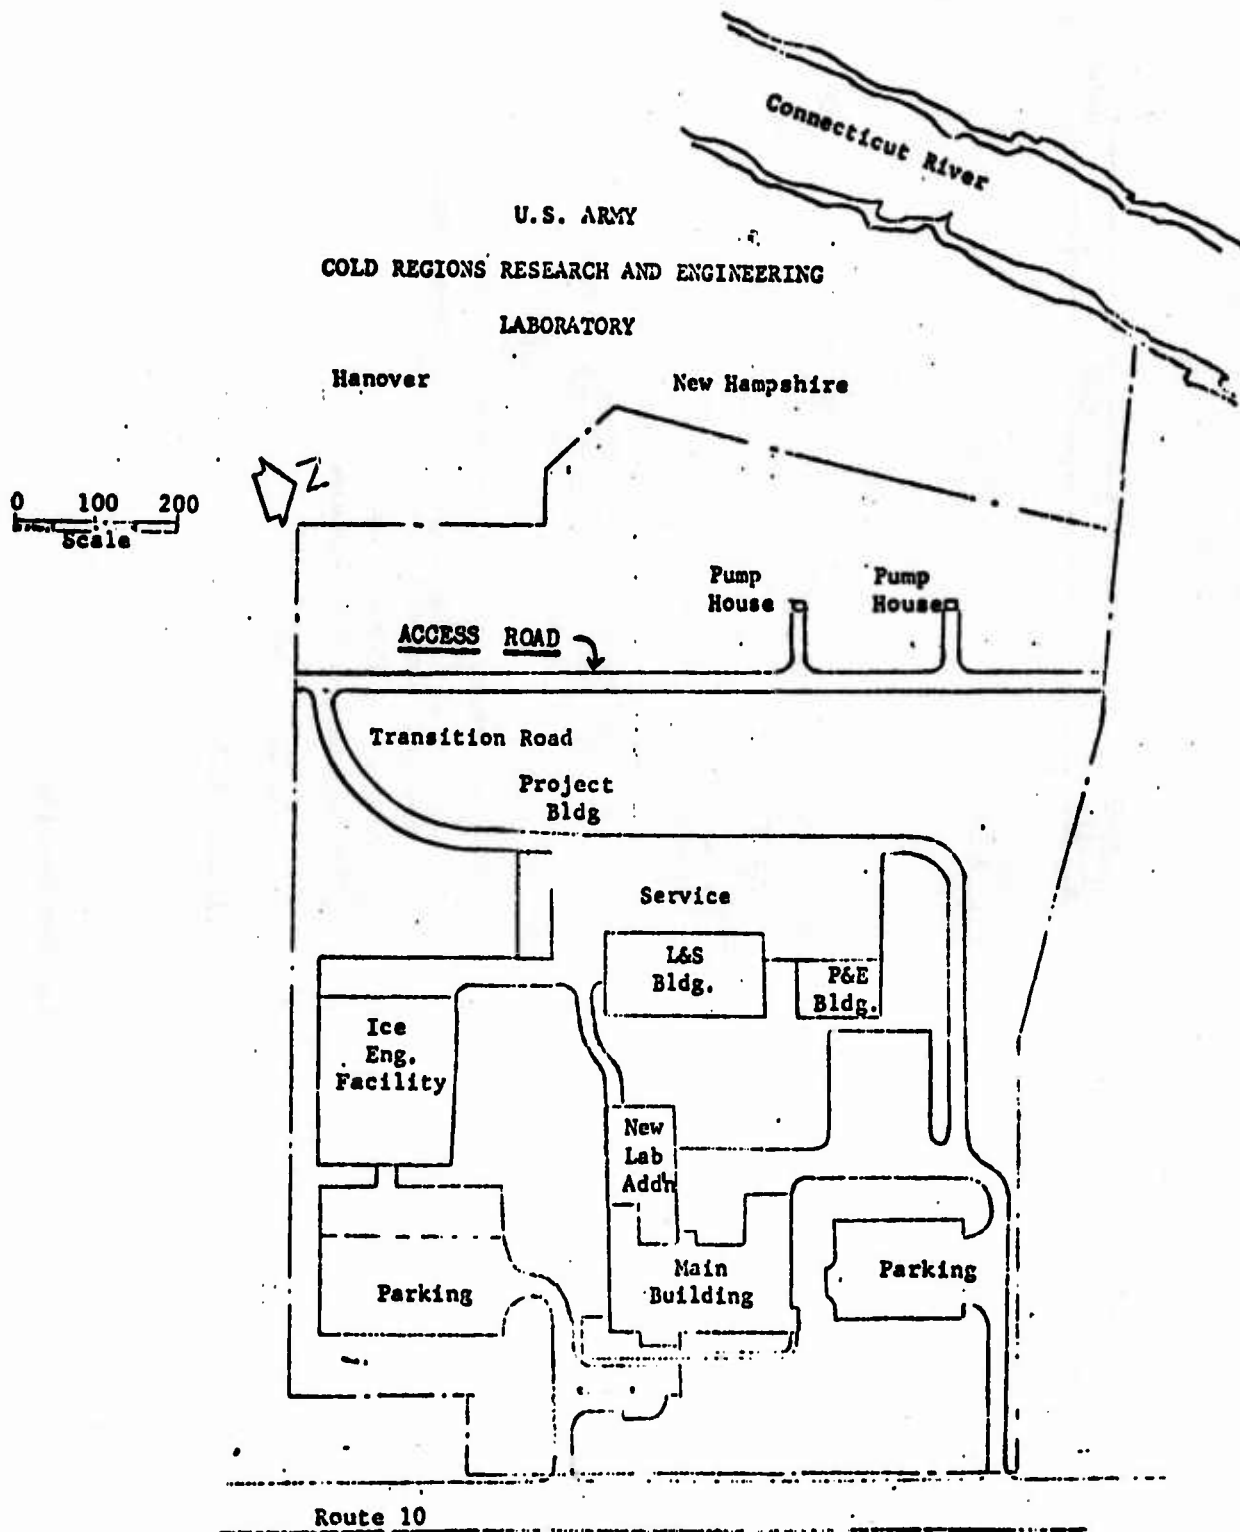 Connecticut River
U.S. ARMY
COLD REGIONS RESEARCH AND ENGINEERING
LABORATORY
Hanover
New Hampshire
N
0 100 200
Scale
Pump
House
Pump
House
ACCESS ROAD
Transition Road
Project
Bldg
Service
L&S
Bldg.
P&E
Bldg.
Ice
Eng.
Facility
New
Lab
Addn
Main
Building
Parking
Parking
Route 10